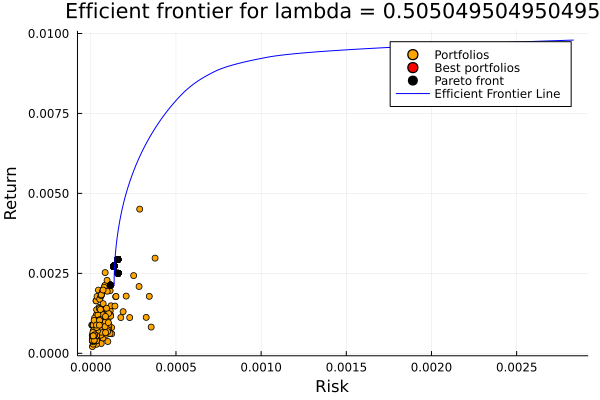 Efficient frontier for lambda = 0.505049504950495
0.0100
0.0075
0.0050
0.0025
0.0000
Return
Portfolios
Best portfolios
Pareto front
Efficient Frontier Line
0.0000 0.0005 0.0010 0.0015 0.0020 0.0025
Risk